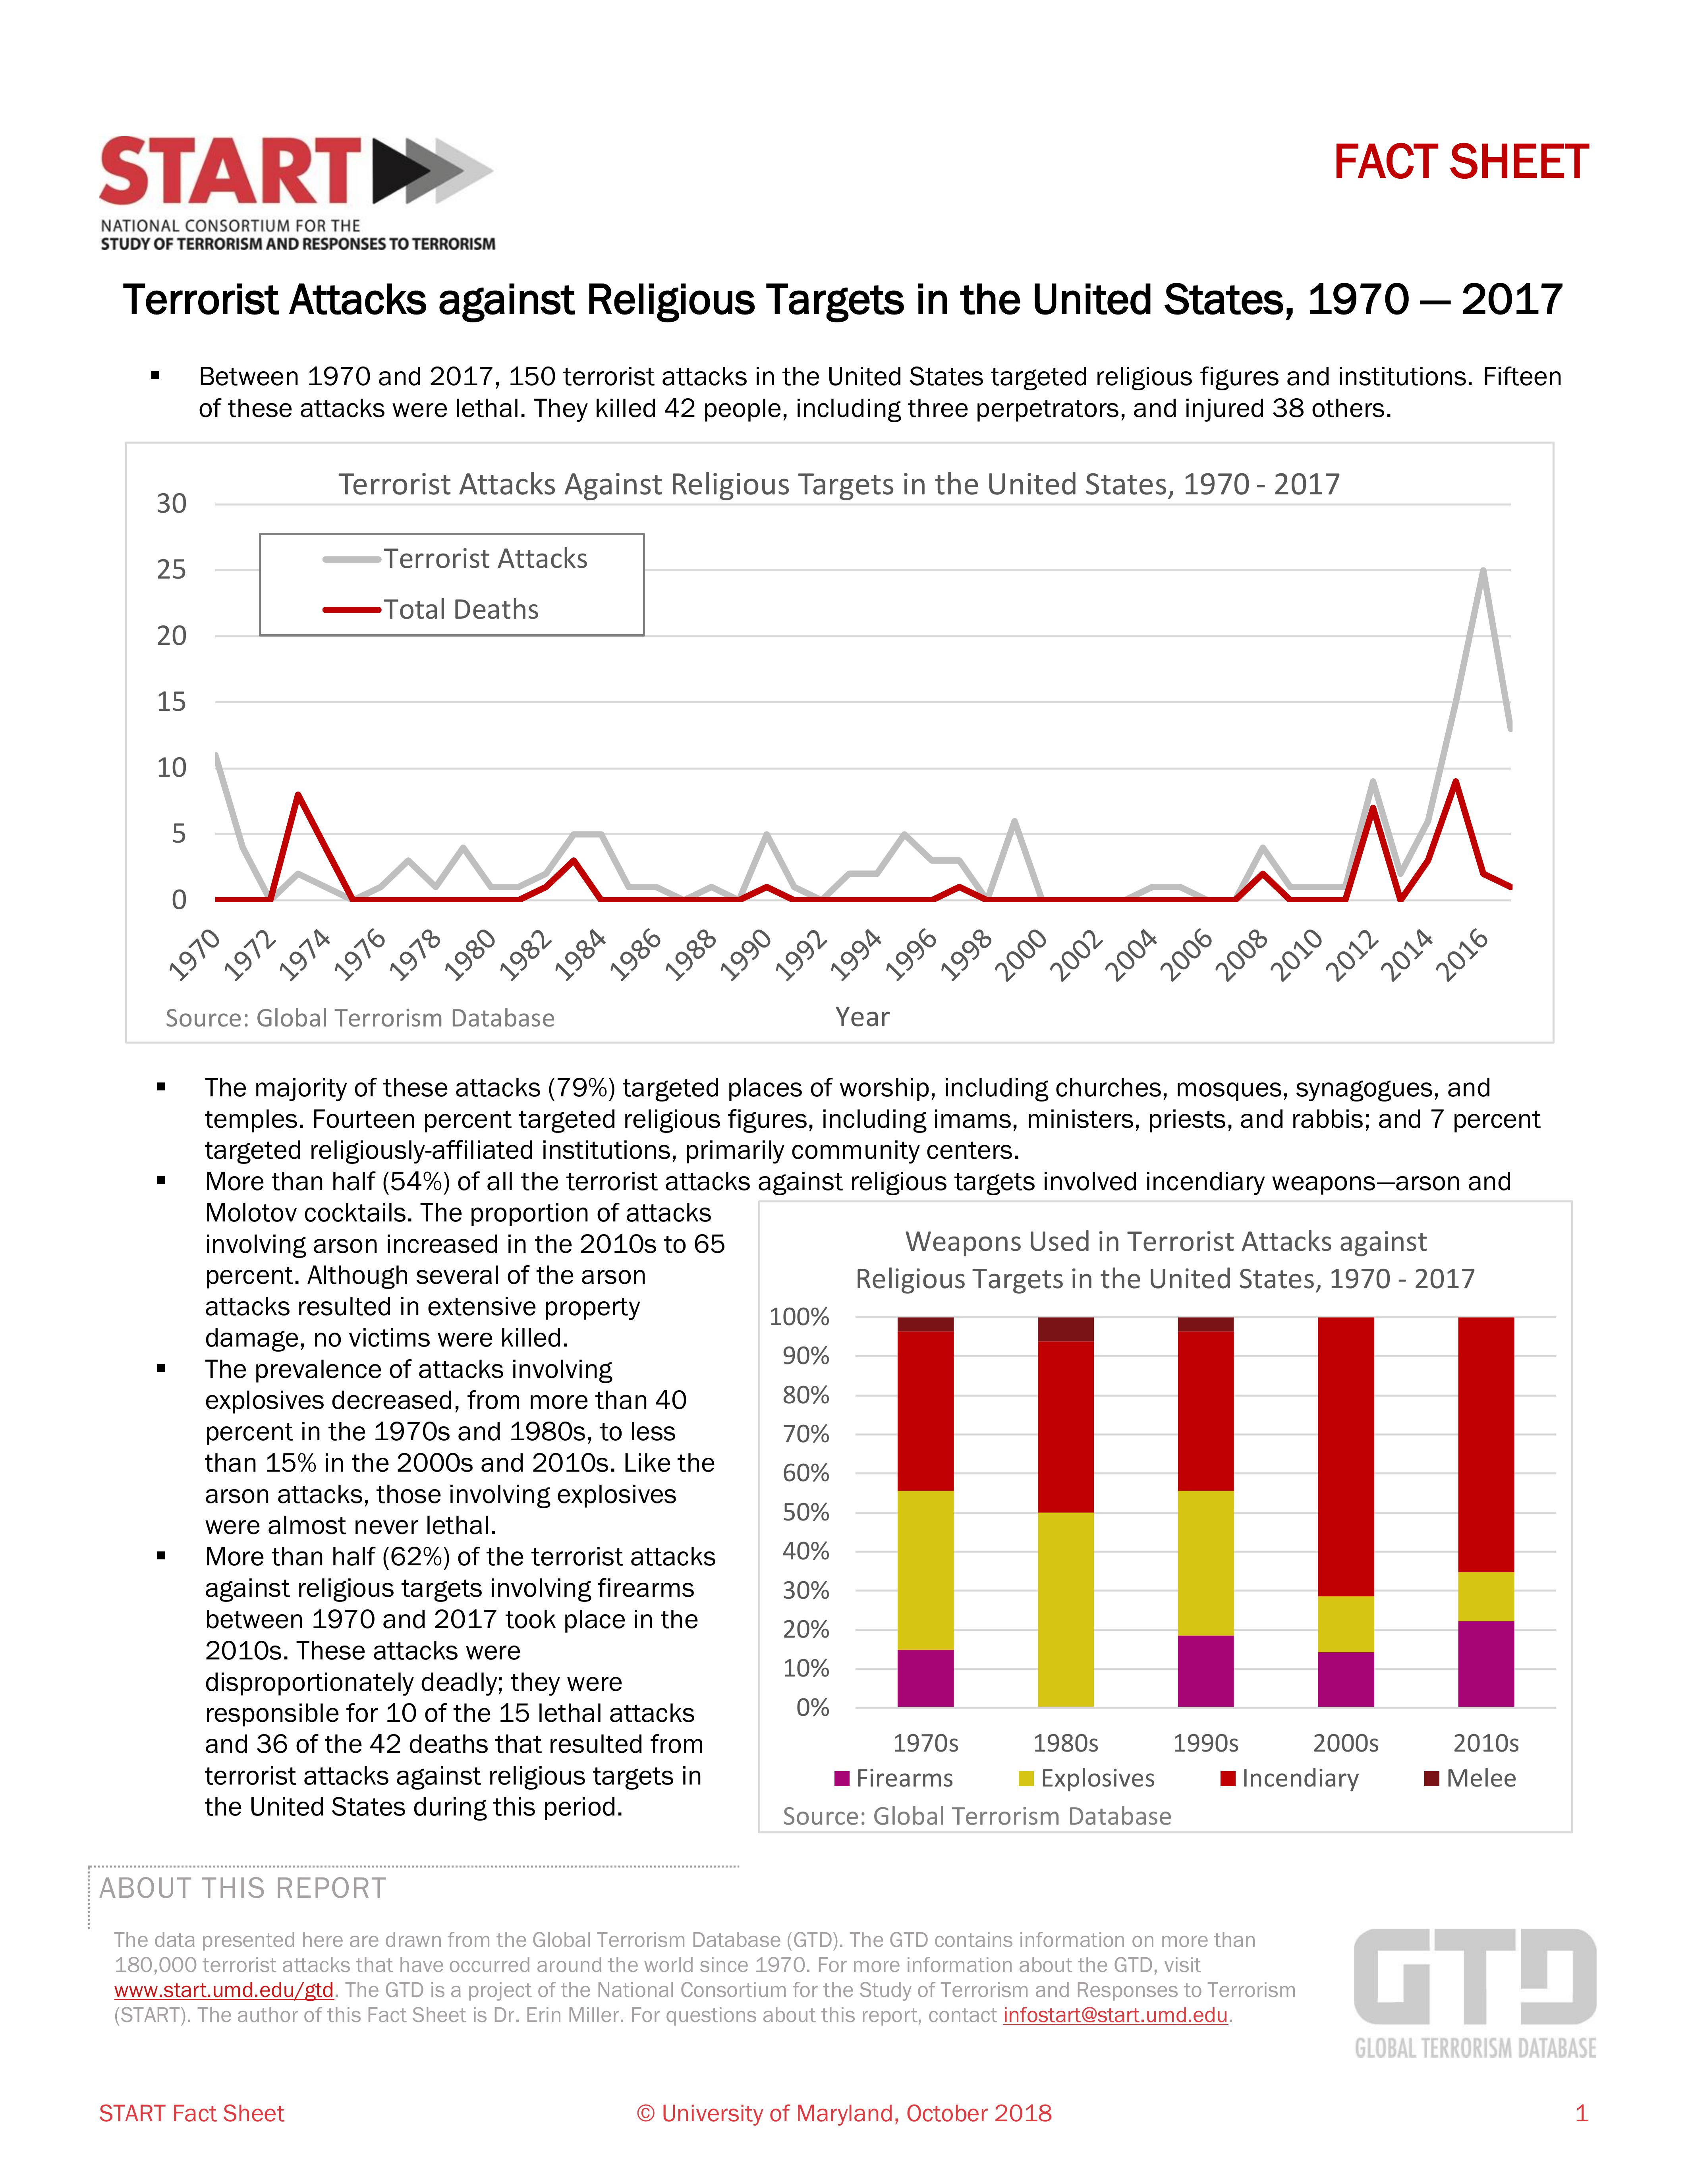 START
NATIONAL CONSORTIUM FOR THE
STUDY OF TERRORISM AND RESPONSES TO TERRORISM
FACT SHEET
Terrorist Attacks against Religious Targets in the United States, 1970 — 2017
▪ Between 1970 and 2017, 150 terrorist attacks in the United States targeted religious figures and institutions. Fifteen
of these attacks were lethal. They killed 42 people, including three perpetrators, and injured 38 others.
Terrorist Attacks Against Religious Targets in the United States, 1970 - 2017
30
25
20
15
10
5
0
Terrorist Attacks
Total Deaths
1970
1972
1974
1976
1978
1980
1982
1984
1986
1988
1990
1992
1994
1996
1998
2000
2002
2004
2006
2008
2010
2012
2014
2016
Year
Source: Global Terrorism Database
▪ The majority of these attacks (79%) targeted places of worship, including churches, mosques, synagogues, and
temples. Fourteen percent targeted religious figures, including imams, ministers, priests, and rabbis; and 7 percent
targeted religiously-affiliated institutions, primarily community centers.
▪ More than half (54%) of all the terrorist attacks against religious targets involved incendiary weapons—arson and
Molotov cocktails. The proportion of attacks
involving arson increased in the 2010s to 65
percent. Although several of the arson
attacks resulted in extensive property
damage, no victims were killed.
▪ The prevalence of attacks involving
explosives decreased, from more than 40
percent in the 1970s and 1980s, to less
than 15% in the 2000s and 2010s. Like the
arson attacks, those involving explosives
were almost never lethal.
▪ More than half (62%) of the terrorist attacks
against religious targets involving firearms
between 1970 and 2017 took place in the
2010s. These attacks were
disproportionately deadly; they were
responsible for 10 of the 15 lethal attacks
and 36 of the 42 deaths that resulted from
terrorist attacks against religious targets in
the United States during this period.
Weapons Used in Terrorist Attacks against
Religious Targets in the United States, 1970 - 2017
100%
90%
80%
70%
60%
50%
40%
30%
20%
10%
0%
1970s 1980s 1990s 2000s 2010s
Firearms Explosives Incendiary Melee
Source: Global Terrorism Database
ABOUT THIS REPORT
The data presented here are drawn from the Global Terrorism Database (GTD). The GTD contains information on more than
180,000 terrorist attacks that have occurred around the world since 1970. For more information about the GTD, visit
www.start.umd.edu/gtd. The GTD is a project of the National Consortium for the Study of Terrorism and Responses to Terrorism
(START). The author of this Fact Sheet is Dr. Erin Miller. For questions about this report, contact infostart@start.umd.edu.
GTD
GLOBAL TERRORISM DATABASE
START Fact Sheet © University of Maryland, October 2018 1